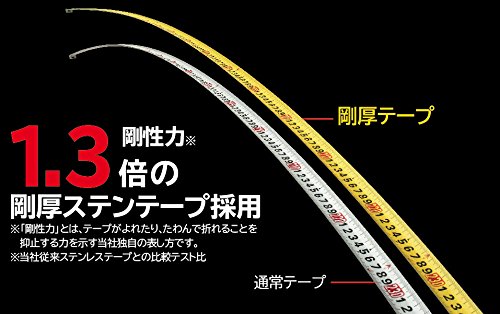 剛厚テープ
剛性力※
1.3倍の
剛厚ステンテープ採用
※「剛性力」とは、テープがよれたり、たわんで折れることを
抑止する力を示す当社独自の表し方です。
※当社従来ステンレステープとの比較テスト比
通常テープ